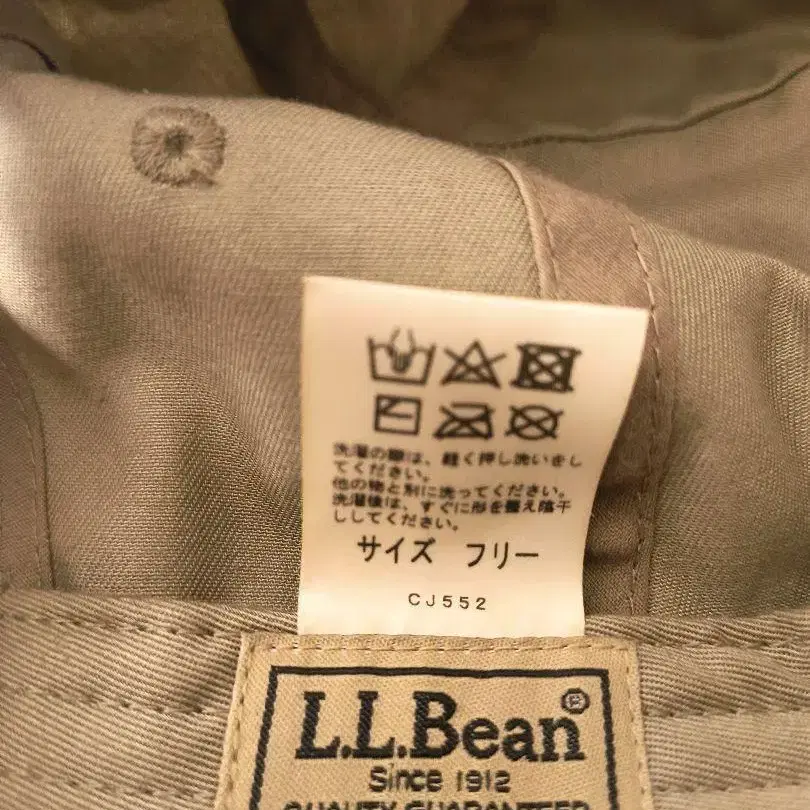 洗濯の際は、軽く押し洗いをし
てください。
他の物と別に洗ってください。
洗濯後は、すぐに形を整え陰干
ししてください。
サイズ フリー
CJ552
L.L.Bean®
Since 1912
QUALITY GUARANTEED